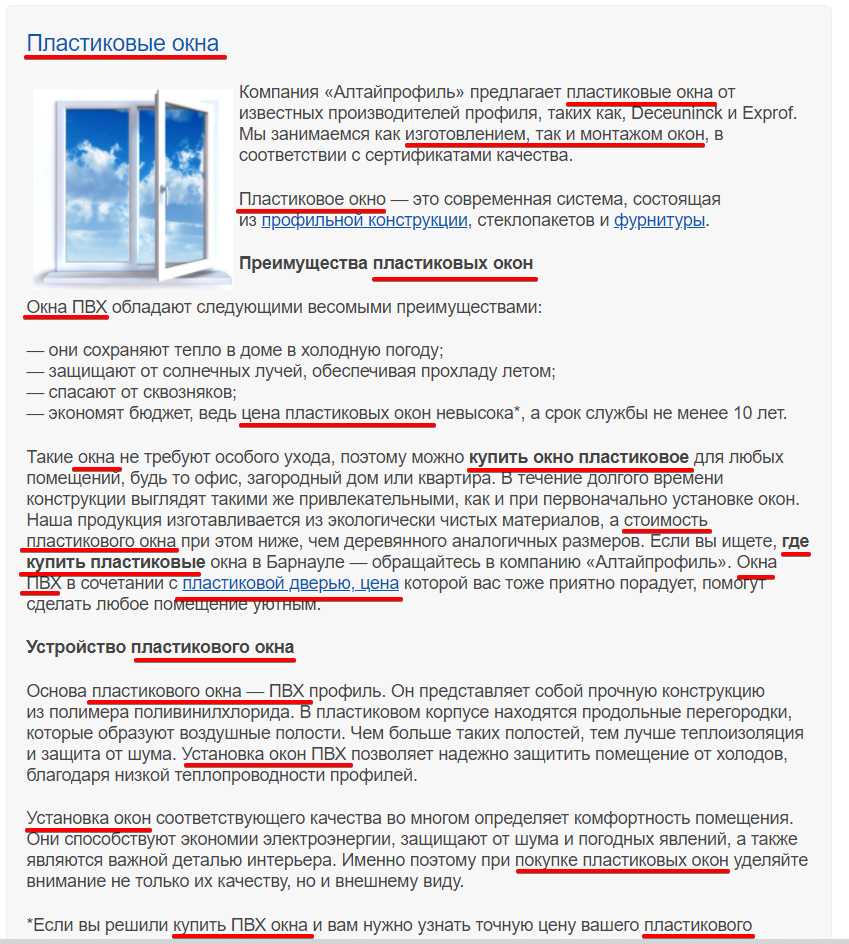 Пластиковые окна
Компания «Алтайпрофиль» предлагает пластиковые окна от
известных производителей профиля, таких как, Deceuninck и Exprof.
Мы занимаемся как изготовлением, так и монтажом окон, в
соответствии с сертификатами качества.
Пластиковое окно — это современная система, состоящая
из профильной конструкции, стеклопакетов и фурнитуры.
Преимущества пластиковых окон
Окна ПВХ обладают следующими весомыми преимуществами:
— они сохраняют тепло в доме в холодную погоду;
— защищают от солнечных лучей, обеспечивая прохладу летом;
— спасают от сквозняков;
— экономят бюджет, ведь цена пластиковых окон невысока*, а срок службы не менее 10 лет.
Такие окна не требуют особого ухода, поэтому можно купить окно пластиковое для любых
помещений, будь то офис, загородный дом или квартира. В течение долгого времени
конструкции выглядят такими же привлекательными, как и при первоначально установке окон.
Наша продукция изготавливается из экологически чистых материалов, а стоимость
пластикового окна при этом ниже, чем деревянного аналогичных размеров. Если вы ищете, где
купить пластиковые окна в Барнауле — обращайтесь в компанию «Алтайпрофиль». Окна
ПВХ в сочетании с пластиковой дверью, цена которой вас тоже приятно порадует, помогут
сделать любое помещение уютным.
Устройство пластикового окна
Основа пластикового окна — ПВХ профиль. Он представляет собой прочную конструкцию
из полимера поливинилхлорида. В пластиковом корпусе находятся продольные перегородки,
которые образуют воздушные полости. Чем больше таких полостей, тем лучше теплоизоляция
и защита от шума. Установка окон ПВХ позволяет надежно защитить помещение от холодов,
благодаря низкой теплопроводности профилей.
Установка окон соответствующего качества во многом определяет комфортность помещения.
Они способствуют экономии электроэнергии, защищают от шума и погодных явлений, а также
являются важной деталью интерьера. Именно поэтому при покупке пластиковых окон уделяйте
внимание не только их качеству, но и внешнему виду.
*Если вы решили купить ПВХ окна и вам нужно узнать точную цену вашего пластикового